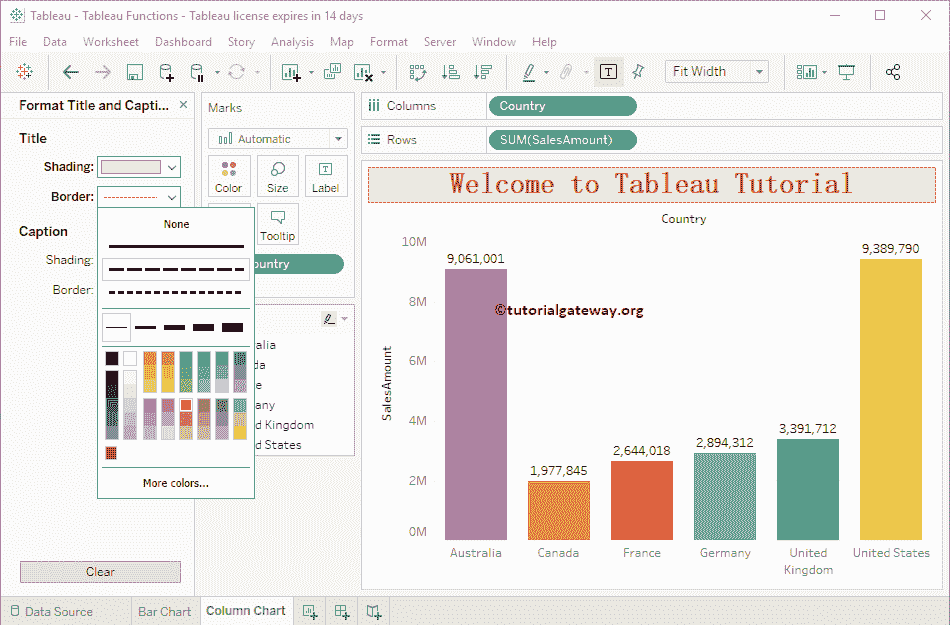 Tableau - Tableau Functions - Tableau license expires in 14 days
File Data Worksheet Dashboard Story Analysis Map Format Server Window Help
Fit Width
Format Title and Captio...
Title
Shading:
Border:
None
Caption
Shading:
Border:
More colors...
Clear
Marks
Automatic
Color Size Label
Tooltip
ountry
alia
da
e
any
d Kingdom
d States
Columns Country
Rows SUM(SalesAmount)
Welcome to Tableau Tutorial
Country
10M
8M
6M
4M
2M
0M
SalesAmount
9,061,001
1,977,845
2,644,018
2,894,312
3,391,712
9,389,790
©tutorialgateway.org
Australia Canada France Germany United Kingdom United States
Data Source Bar Chart Column Chart